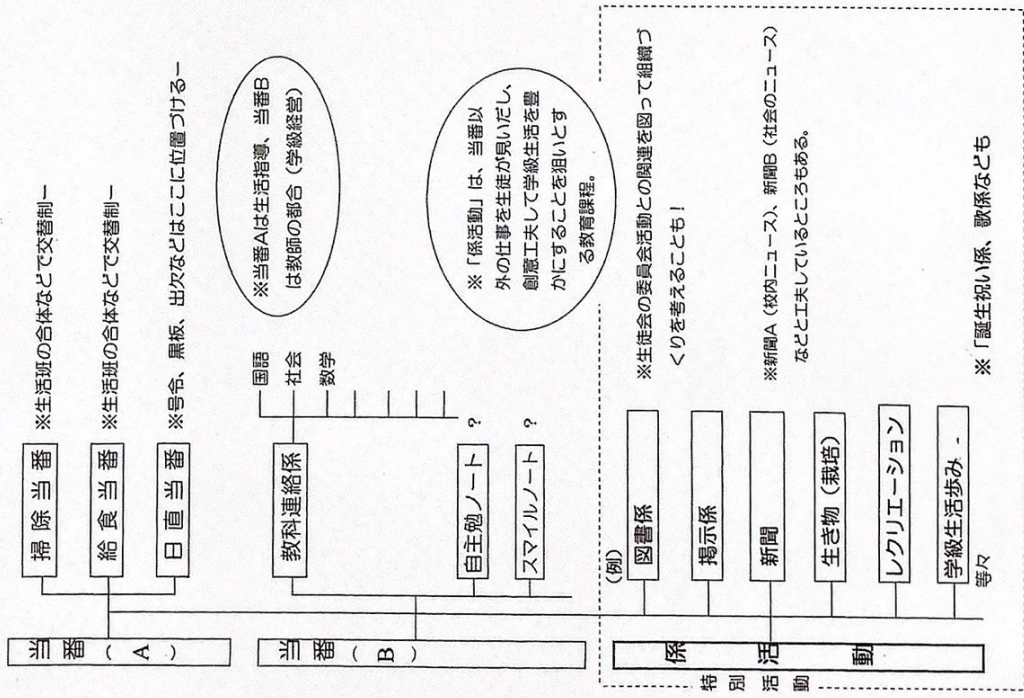 当番(A)
掃除当番
※生活班の合体などで交替制ー
給食当番
※生活班の合体などで交替制ー
日直当番
※号令、黒板、出欠などはここに位置づけるー
※当番Aは生活指導、当番B
は教師の都合(学級経営)
当番(B)
教科連絡係
国語
社会
数学
自主勉ノート
?
スマイルノート
?
※「係活動」は、当番以
外の仕事を生徒が見いだし、
創意工夫して学級生活を豊
かにすることを狙いとす
る教育課程。
特別活動
係活動
(例)
図書係
※生徒会の委員会活動との関連を図って組織づ
くりを考えることも!
掲示係
新聞
※新聞A(校内ニュース)、新聞B(社会のニュース)
などと工夫しているところもある。
生き物(栽培)
レクリエーション
学級生活歩み -
※「誕生祝い係、歌係なども
等々